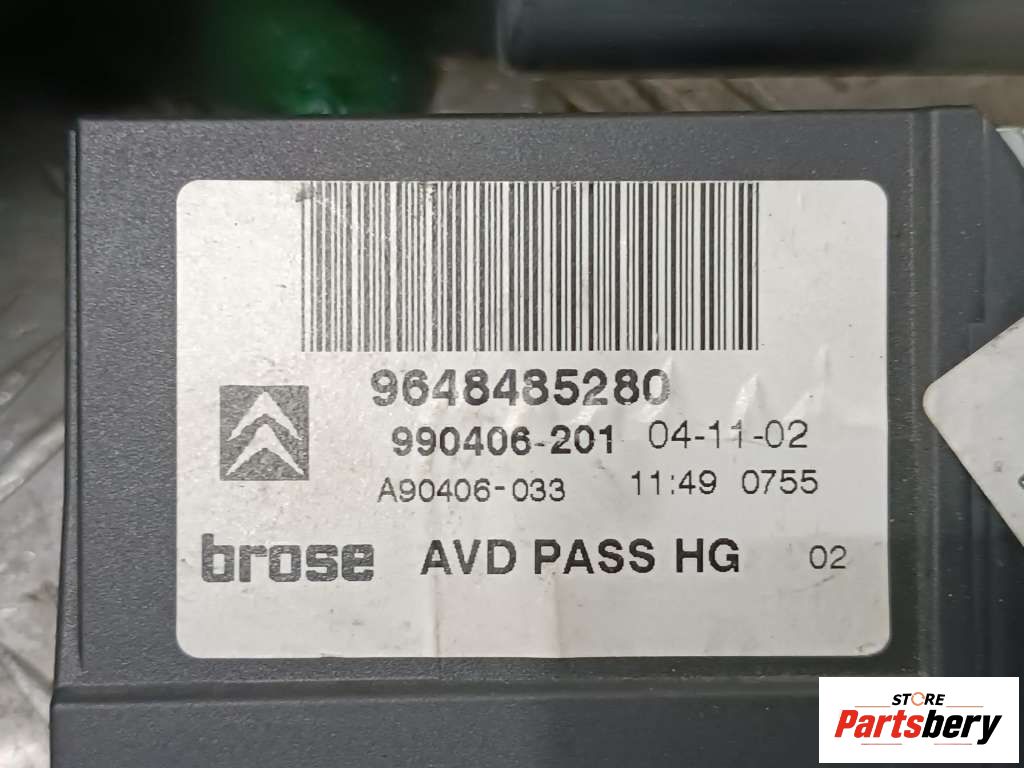 9648485280
990406-201 04-11-02
A90406-033 11:49 0755
brose AVD PASS HG 02
STORE
Partsbery